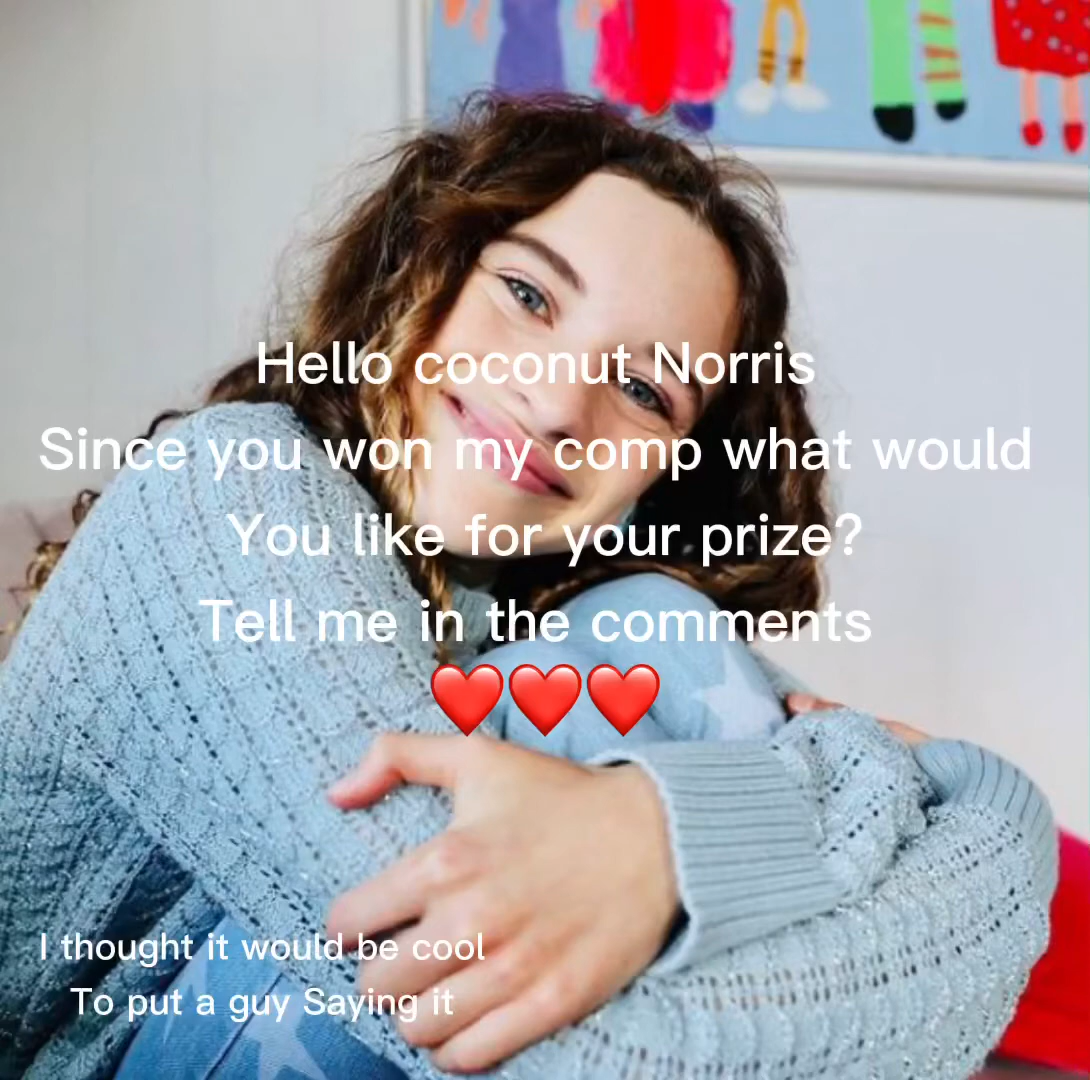 Hello coconut Norris
Since you won my comp what would
You like for your prize?
Tell me in the comments
❤️❤️❤️
I thought it would be cool
To put a guy Saying it